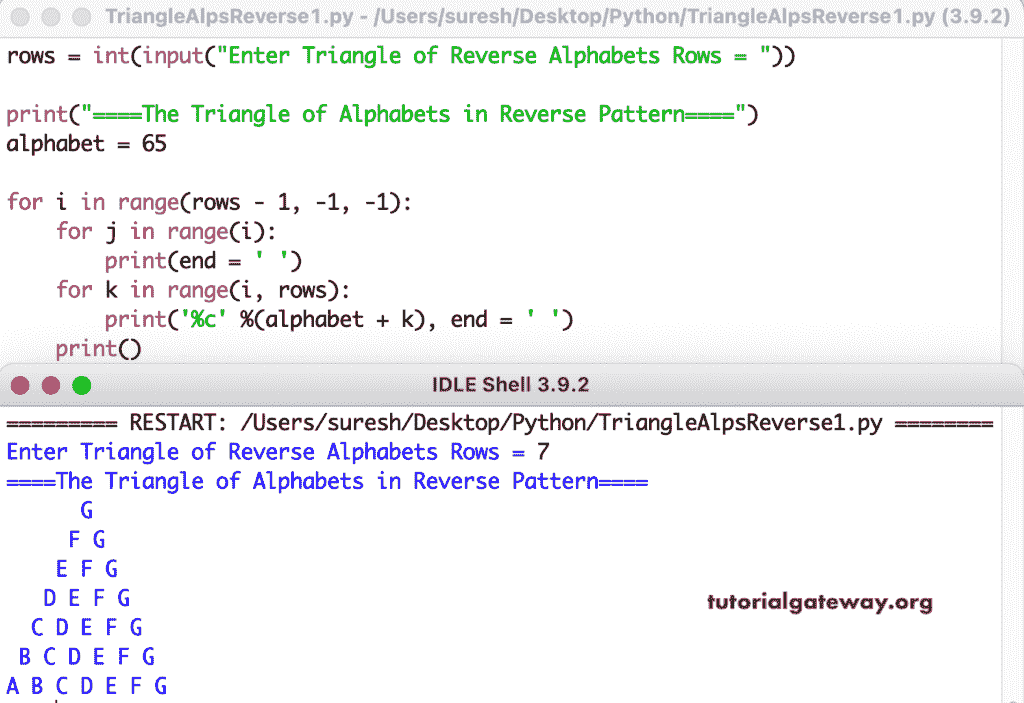 TriangleAlpsReverse1.py - /Users/suresh/Desktop/Python/TriangleAlpsReverse1.py (3.9.2)
rows = int(input("Enter Triangle of Reverse Alphabets Rows = "))
print("====The Triangle of Alphabets in Reverse Pattern====")
alphabet = 65
for i in range(rows - 1, -1, -1):
    for j in range(i):
        print(end = ' ')
    for k in range(i, rows):
        print('%c' %(alphabet + k), end = ' ')
    print()
IDLE Shell 3.9.2
========= RESTART: /Users/suresh/Desktop/Python/TriangleAlpsReverse1.py ========
Enter Triangle of Reverse Alphabets Rows = 7
====The Triangle of Alphabets in Reverse Pattern====
      G
     F G
    E F G
   D E F G
  C D E F G
 B C D E F G
A B C D E F G
tutorialgateway.org